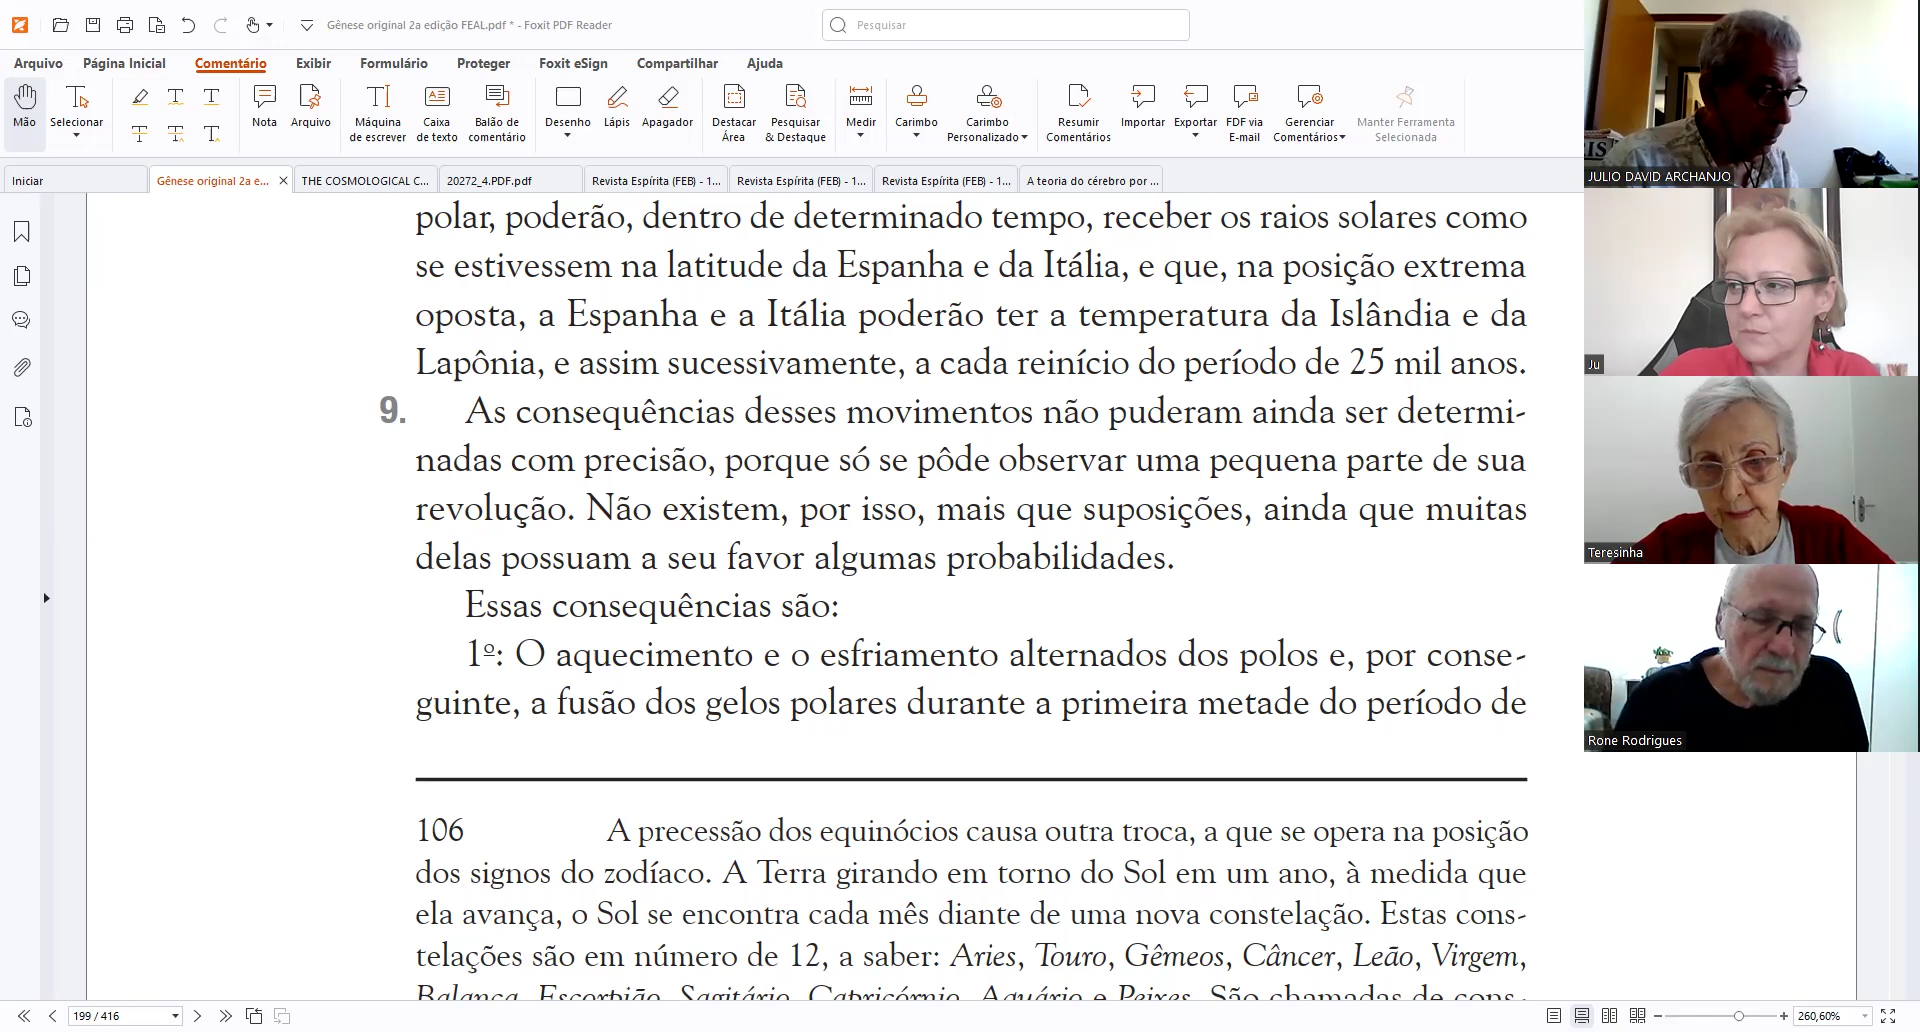 Gênese original 2a edição FEAL.pdf * - Foxit PDF Reader
Pesquisar
Arquivo Página Inicial Comentário Exibir Formulário Proteger Foxit eSign Compartilhar Ajuda
Mão Selecionar Nota Arquivo Máquina de escrever Caixa de texto Balão de comentário Desenho Lápis Apagador Destacar Área Pesquisar & Destaque Medir Carimbo Carimbo Personalizado Resumir Comentários Importar Exportar FDF via E-mail Gerenciar Comentários Manter Ferramenta Selecionada
Iniciar Gênese original 2a e... THE COSMOLOGICAL C... 20272_4.PDF.pdf Revista Espírita (FEB) - 1... Revista Espírita (FEB) - 1... Revista Espírita (FEB) - 1... A teoria do cérebro por ...
polar, poderão, dentro de determinado tempo, receber os raios solares como
se estivessem na latitude da Espanha e da Itália, e que, na posição extrema
oposta, a Espanha e a Itália poderão ter a temperatura da Islândia e da
Lapônia, e assim sucessivamente, a cada reinício do período de 25 mil anos.
9. As consequências desses movimentos não puderam ainda ser determi-
nadas com precisão, porque só se pôde observar uma pequena parte de sua
revolução. Não existem, por isso, mais que suposições, ainda que muitas
delas possuam a seu favor algumas probabilidades.
Essas consequências são:
1º: O aquecimento e o esfriamento alternados dos polos e, por conse-
guinte, a fusão dos gelos polares durante a primeira metade do período de
106 A precessão dos equinócios causa outra troca, a que se opera na posição
dos signos do zodíaco. A Terra girando em torno do Sol em um ano, à medida que
ela avança, o Sol se encontra cada mês diante de uma nova constelação. Estas cons-
telações são em número de 12, a saber: Aries, Touro, Gêmeos, Câncer, Leão, Virgem,
Balança, Escorpião, Sagitário, Capricórnio, Aquário e Peixes. São chamadas de cons-
199 / 416
260,60%
JULIO DAVID ARCHANJO
Ju
Teresinha
Rone Rodrigues